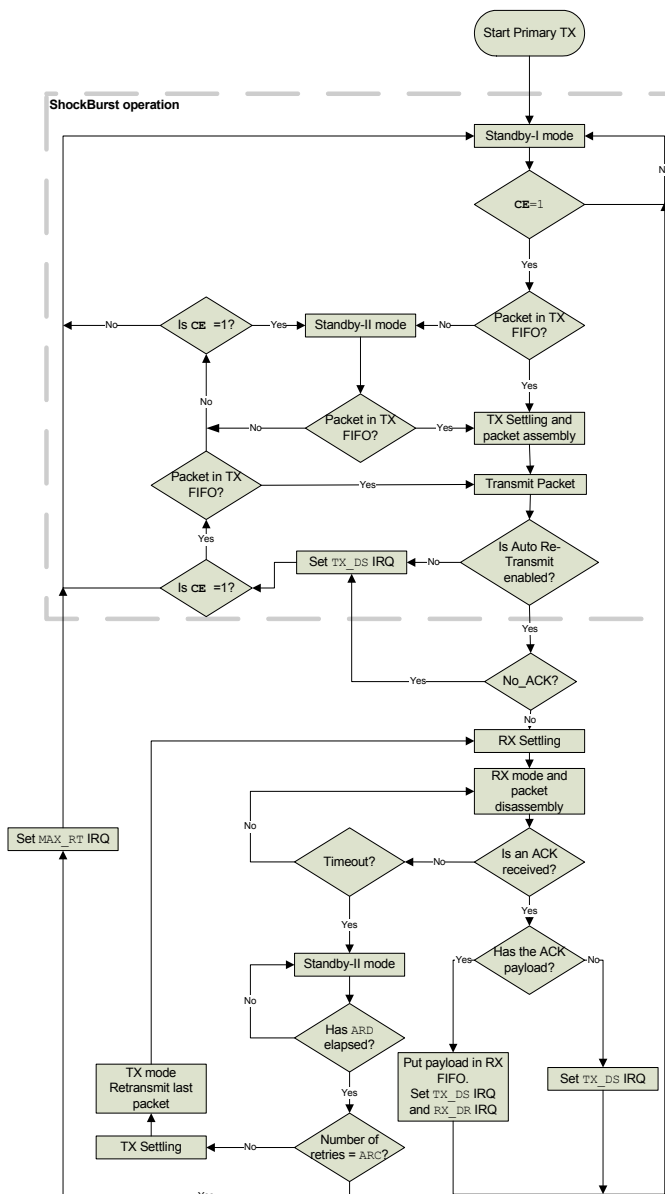 Start Primary TX
ShockBurst operation
Standby-I mode
CE=1
Yes
No
Is CE =1?
Yes
Standby-II mode
No
Packet in TX
FIFO?
Yes
No
No
Packet in TX
FIFO?
Yes
TX Settling and
packet assembly
Packet in TX
FIFO?
Yes
Transmit Packet
Yes
Is Auto Re-
Transmit
enabled?
No
Set TX_DS IRQ
Is CE =1?
Yes
No_ACK?
Yes
No
RX Settling
RX mode and
packet
disassembly
No
Set MAX_RT IRQ
Timeout?
No
Is an ACK
received?
Yes
Yes
Standby-II mode
Has the ACK
payload?
Yes
No
No
Has ARD
elapsed?
TX mode
Retransmit last
packet
Put payload in RX
FIFO.
Set TX_DS IRQ
and RX_DR IRQ
Set TX_DS IRQ
Yes
TX Settling
No
Number of
retries = ARC?